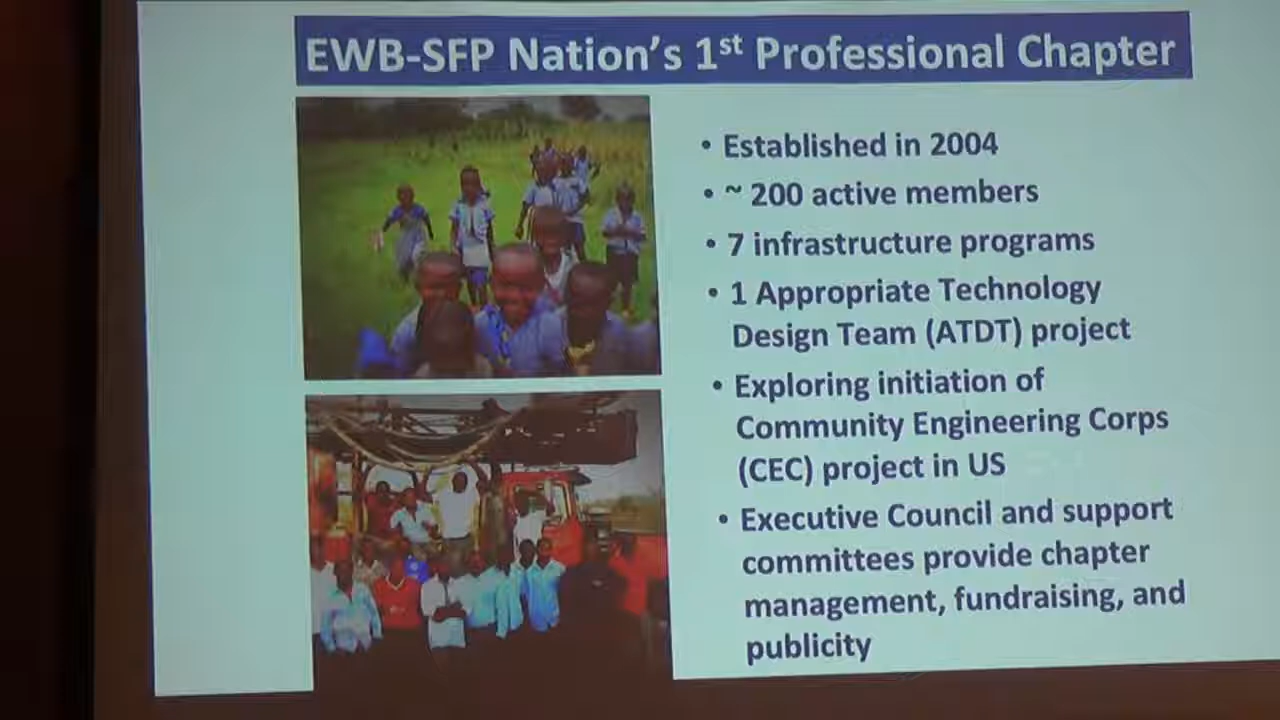 EWB-SFP Nation's 1st Professional Chapter
• Established in 2004
• ~ 200 active members
• 7 infrastructure programs
• 1 Appropriate Technology
Design Team (ATDT) project
• Exploring initiation of
Community Engineering Corps
(CEC) project in US
• Executive Council and support
committees provide chapter
management, fundraising, and
publicity